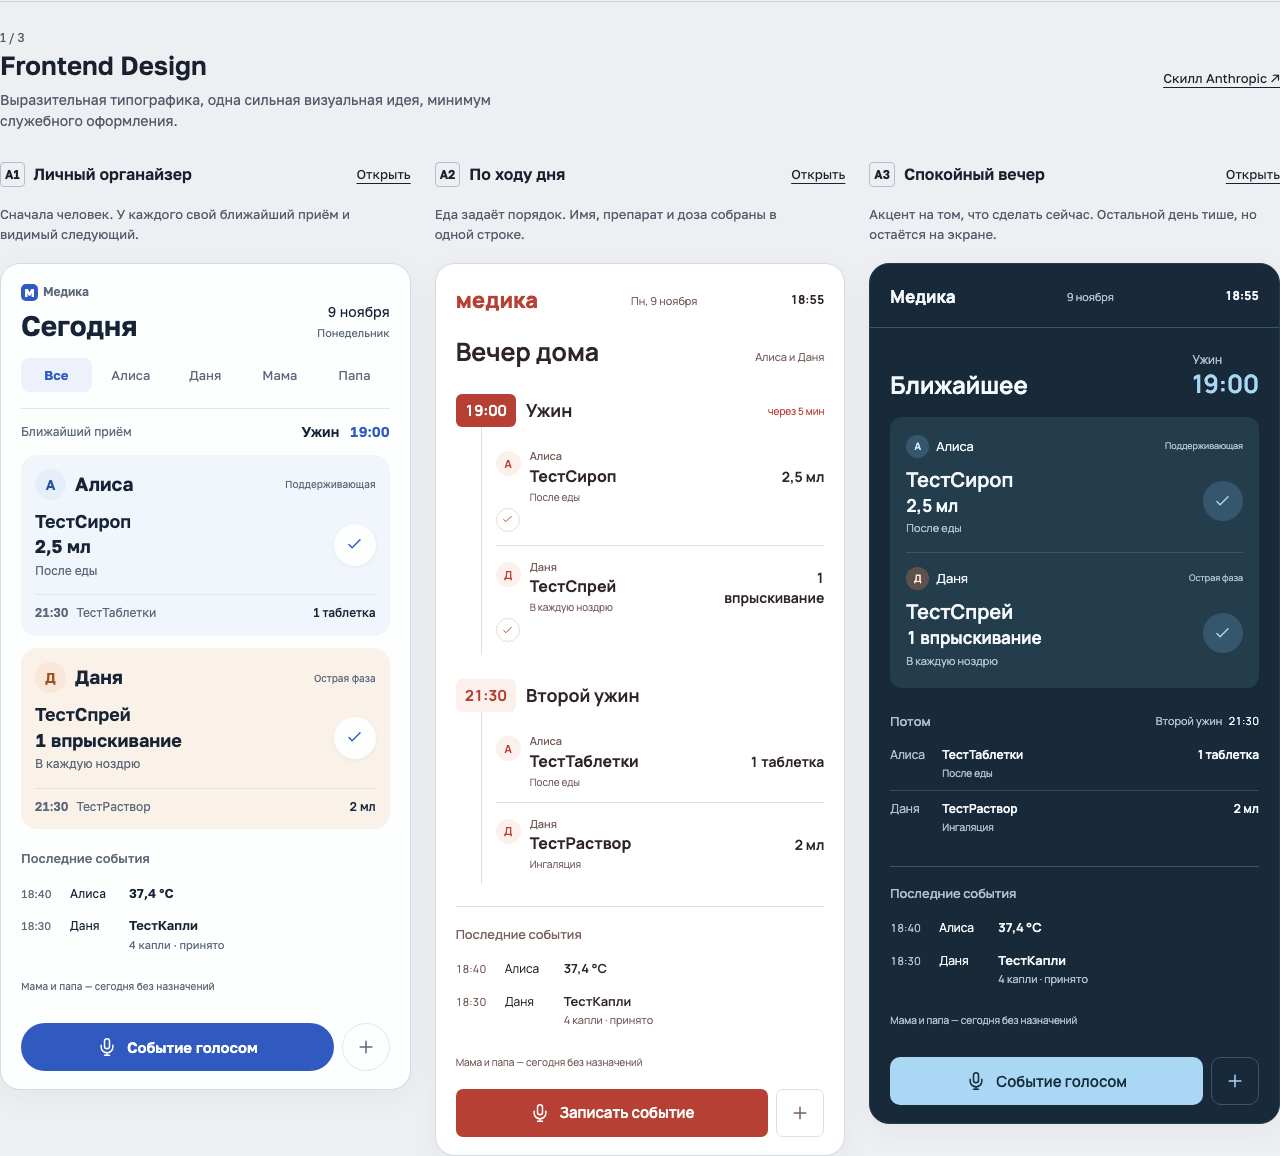 1 / 3
Frontend Design
Скилл Anthropic ↗
Выразительная типографика, одна сильная визуальная идея, минимум
служебного оформления.
A1 Личный органайзер Открыть
Сначала человек. У каждого свой ближайший приём и
видимый следующий.
м Медика
Сегодня
9 ноября
Понедельник
Все Алиса Даня Мама Папа
Ближайший приём Ужин 19:00
А Алиса Поддерживающая
ТестСироп
2,5 мл
После еды
21:30 ТестТаблетки 1 таблетка
Д Даня Острая фаза
ТестСпрей
1 впрыскивание
В каждую ноздрю
21:30 ТестРаствор 2 мл
Последние события
18:40 Алиса 37,4 °C
18:30 Даня ТестКапли
4 капли · принято
Мама и папа — сегодня без назначений
Событие голосом +
A2 По ходу дня Открыть
Еда задаёт порядок. Имя, препарат и доза собраны в
одной строке.
медика Пн, 9 ноября 18:55
Вечер дома Алиса и Даня
19:00 Ужин через 5 мин
А Алиса
ТестСироп 2,5 мл
После еды
Д Даня
ТестСпрей 1
впрыскивание
В каждую ноздрю
21:30 Второй ужин
А Алиса
ТестТаблетки 1 таблетка
После еды
Д Даня
ТестРаствор 2 мл
Ингаляция
Последние события
18:40 Алиса 37,4 °C
18:30 Даня ТестКапли
4 капли · принято
Мама и папа — сегодня без назначений
Записать событие +
A3 Спокойный вечер Открыть
Акцент на том, что сделать сейчас. Остальной день тише, но
остаётся на экране.
Медика 9 ноября 18:55
Ближайшее
Ужин
19:00
А Алиса Поддерживающая
ТестСироп
2,5 мл
После еды
Д Даня Острая фаза
ТестСпрей
1 впрыскивание
В каждую ноздрю
Потом Второй ужин 21:30
Алиса ТестТаблетки 1 таблетка
После еды
Даня ТестРаствор 2 мл
Ингаляция
Последние события
18:40 Алиса 37,4 °C
18:30 Даня ТестКапли
4 капли · принято
Мама и папа — сегодня без назначений
Событие голосом +